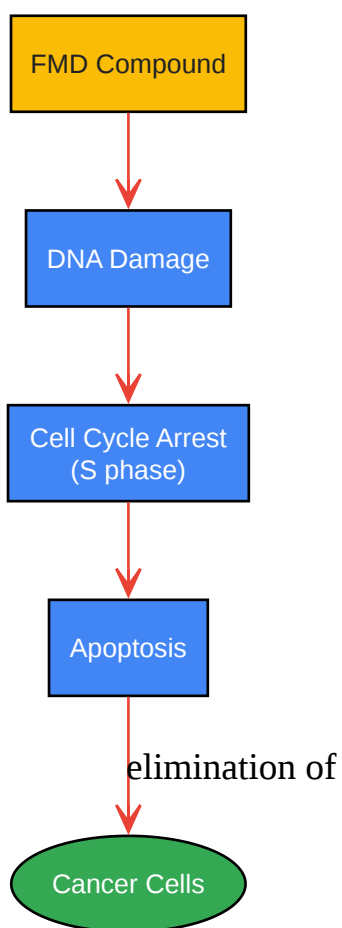 FMD Compound
DNA Damage
Cell Cycle Arrest
(S phase)
Apoptosis
elimination of
Cancer Cells